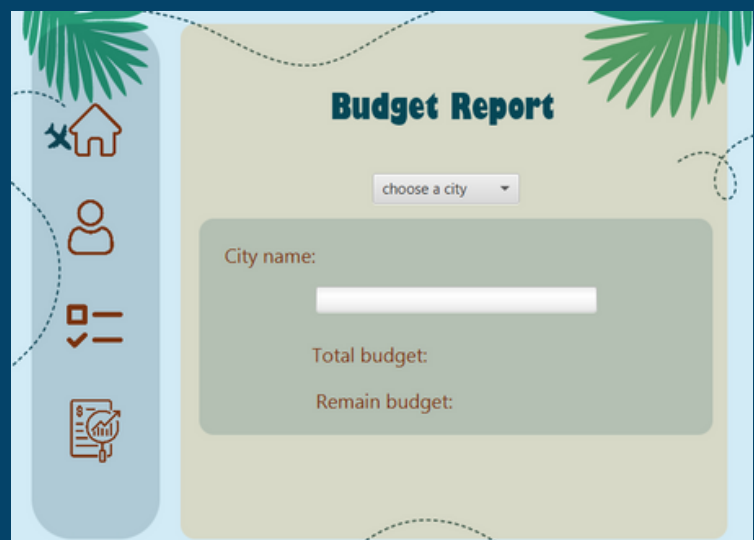 Budget Report
choose a city
City name:
Total budget:
Remain budget:
$